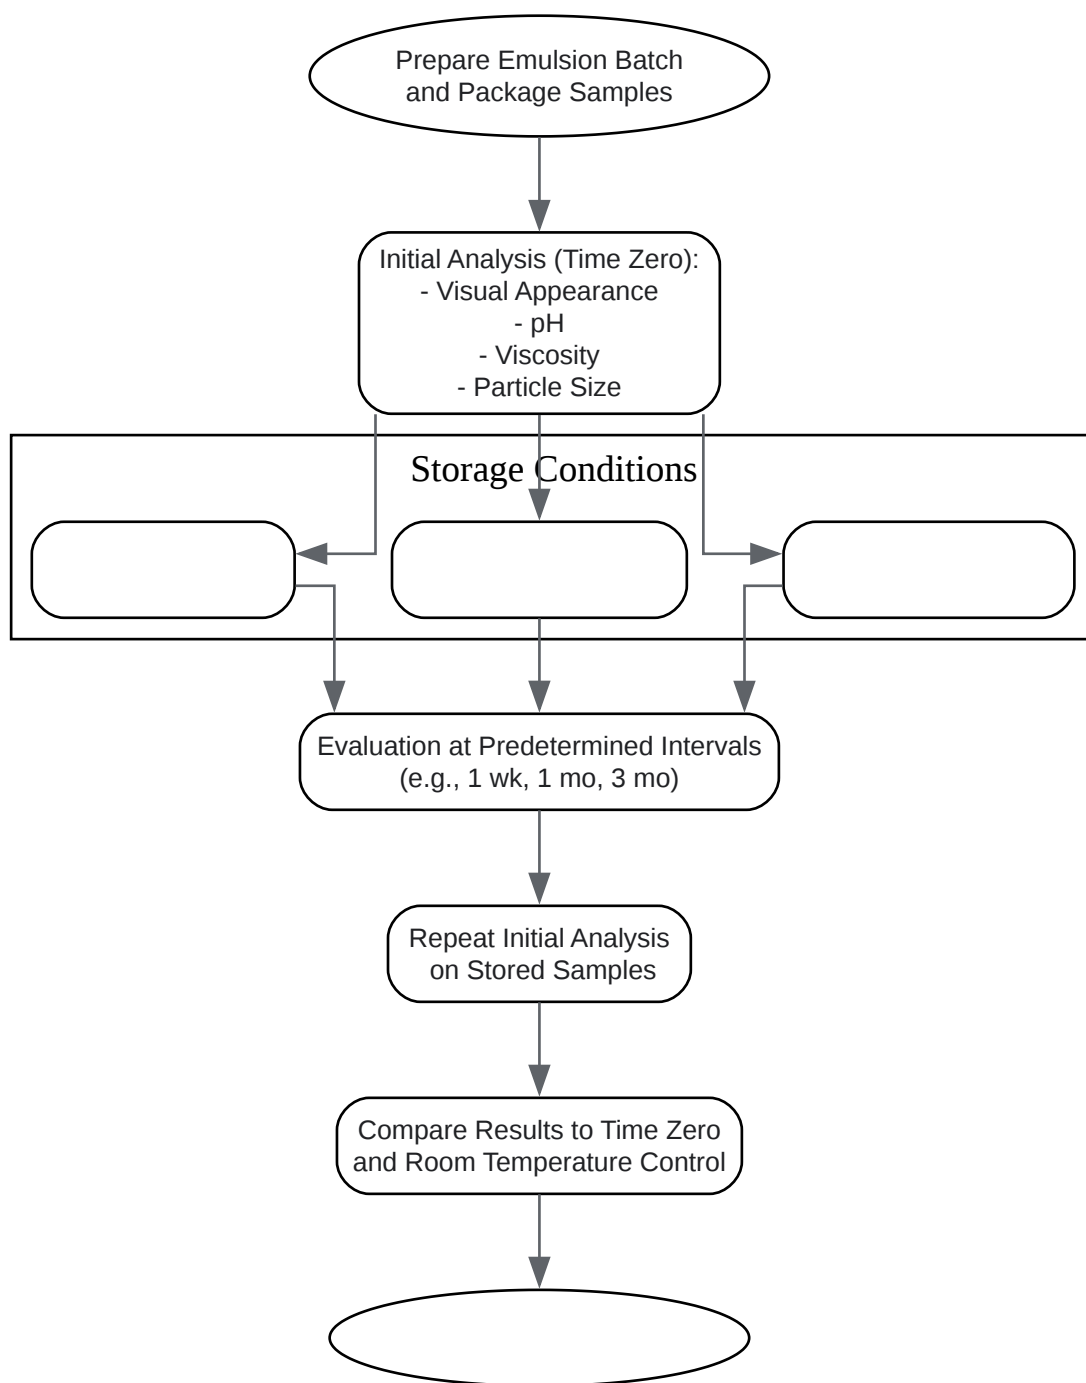 Prepare Emulsion Batch
and Package Samples
Initial Analysis (Time Zero):
- Visual Appearance
- pH
- Viscosity
- Particle Size
Storage Conditions
Evaluation at Predetermined Intervals
(e.g., 1 wk, 1 mo, 3 mo)
Repeat Initial Analysis
on Stored Samples
Compare Results to Time Zero
and Room Temperature Control